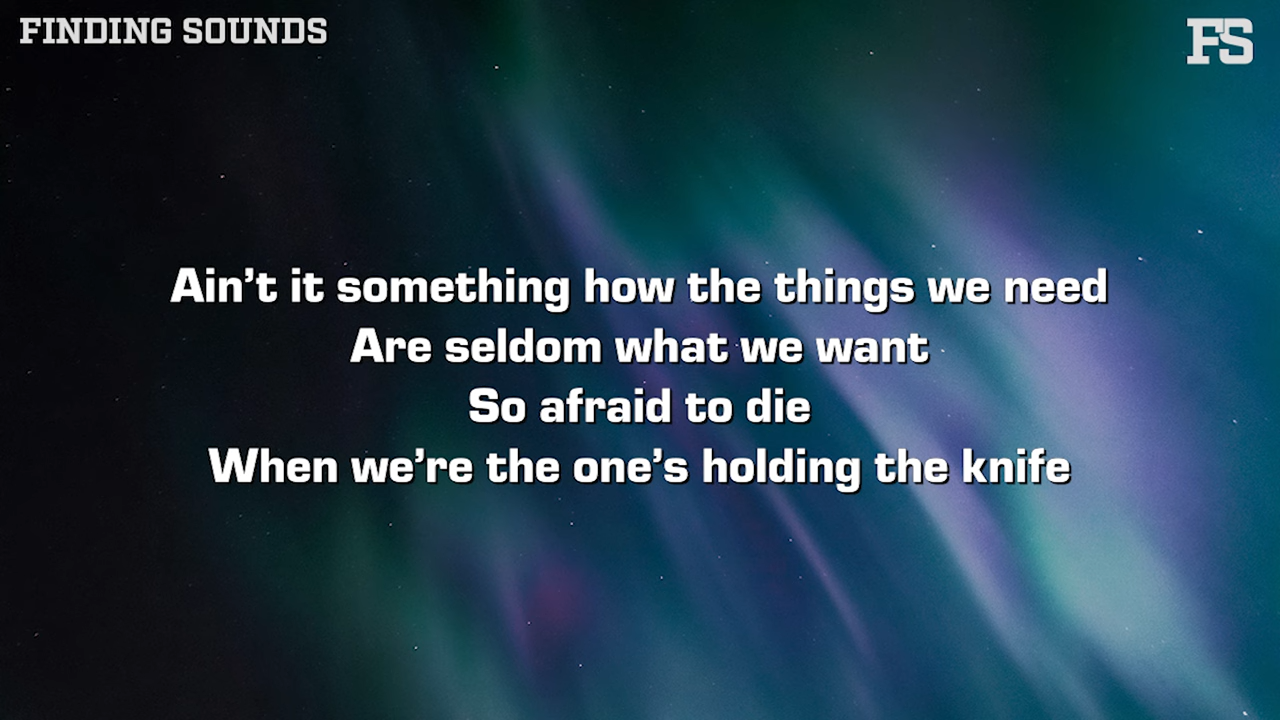 FINDING SOUNDS
FS
Ain’t it something how the things we need
Are seldom what we want
So afraid to die
When we’re the one’s holding the knife